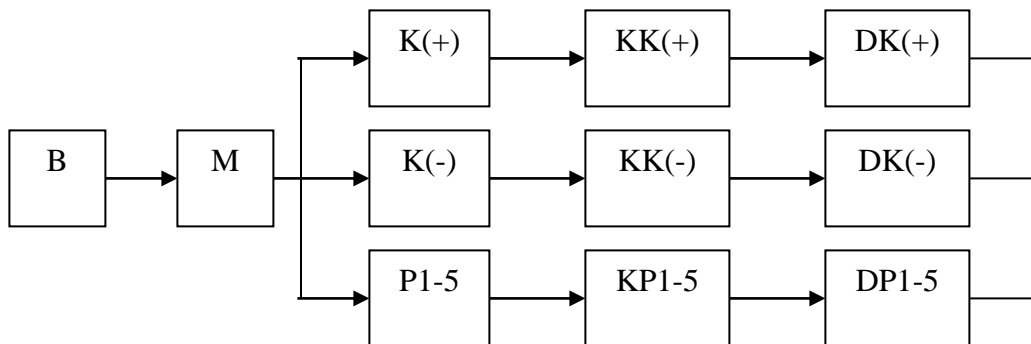 K(+) KK(+) DK(+)
B M K(-) KK(-) DK(-)
P1-5 KP1-5 DP1-5